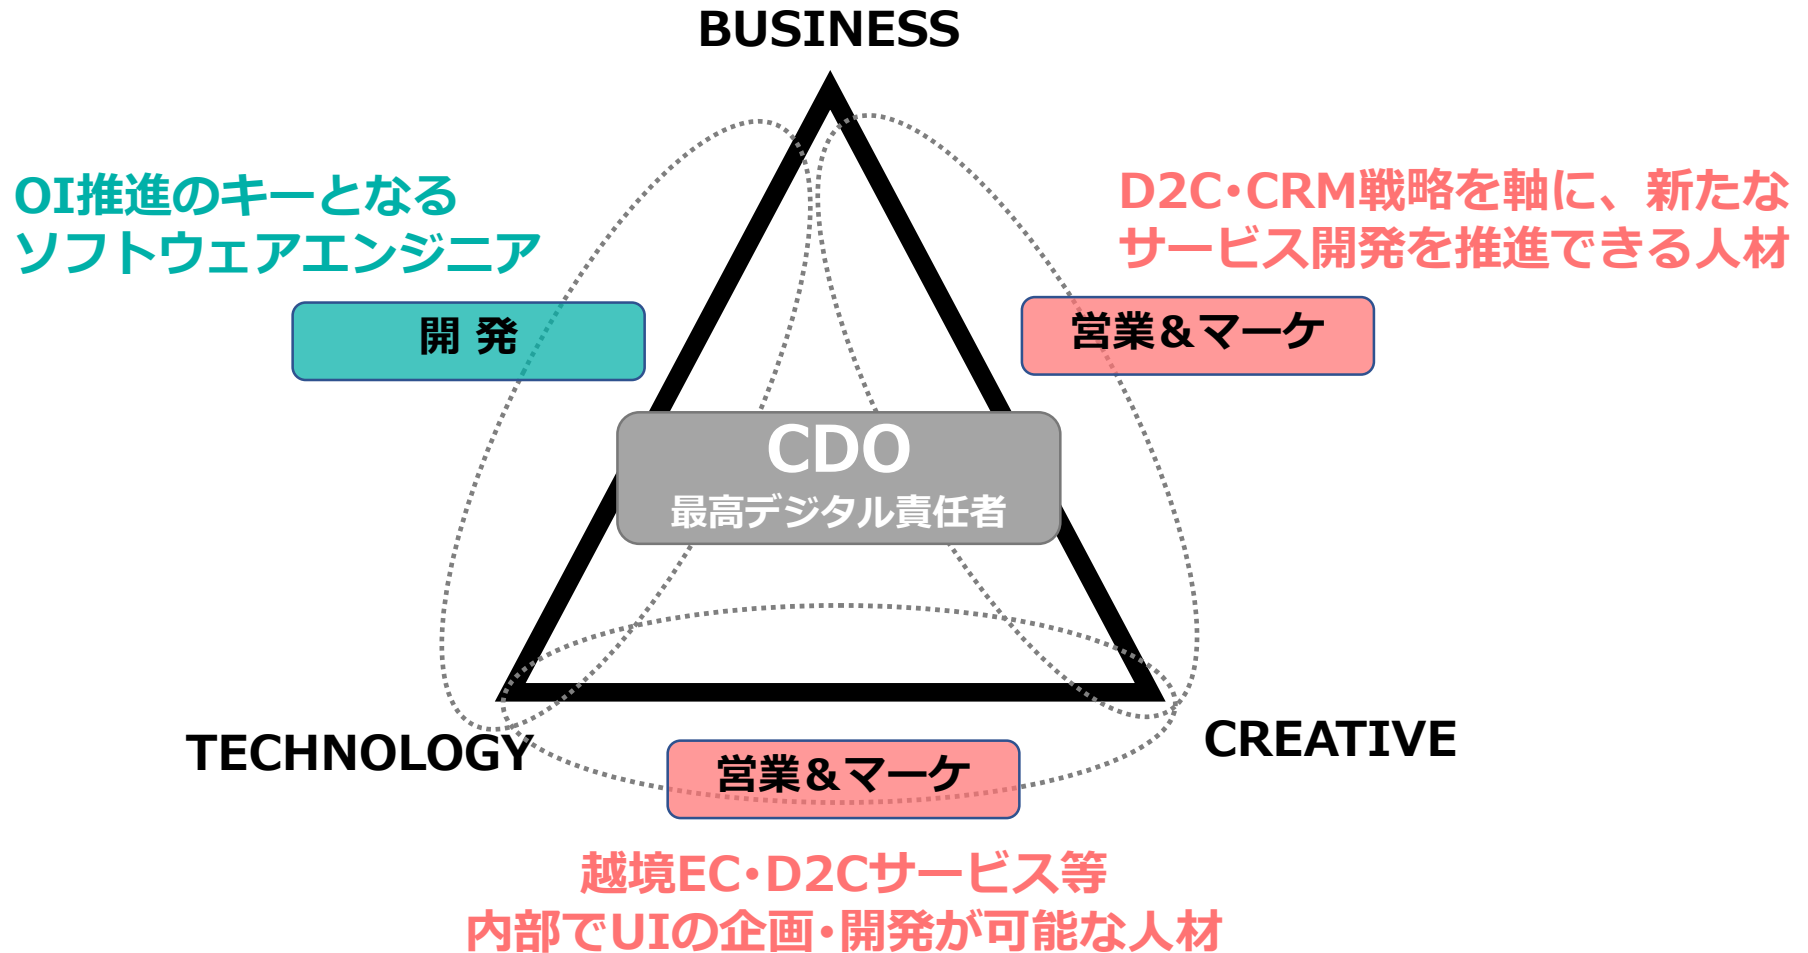 BUSINESS
OI推進のキーとなる
ソフトウェアエンジニア
D2C・CRM戦略を軸に、新たな
サービス開発を推進できる人材
開 発
営業&マーケ
CDO
最高デジタル責任者
TECHNOLOGY
CREATIVE
営業&マーケ
越境EC・D2Cサービス等
内部でUIの企画・開発が可能な人材